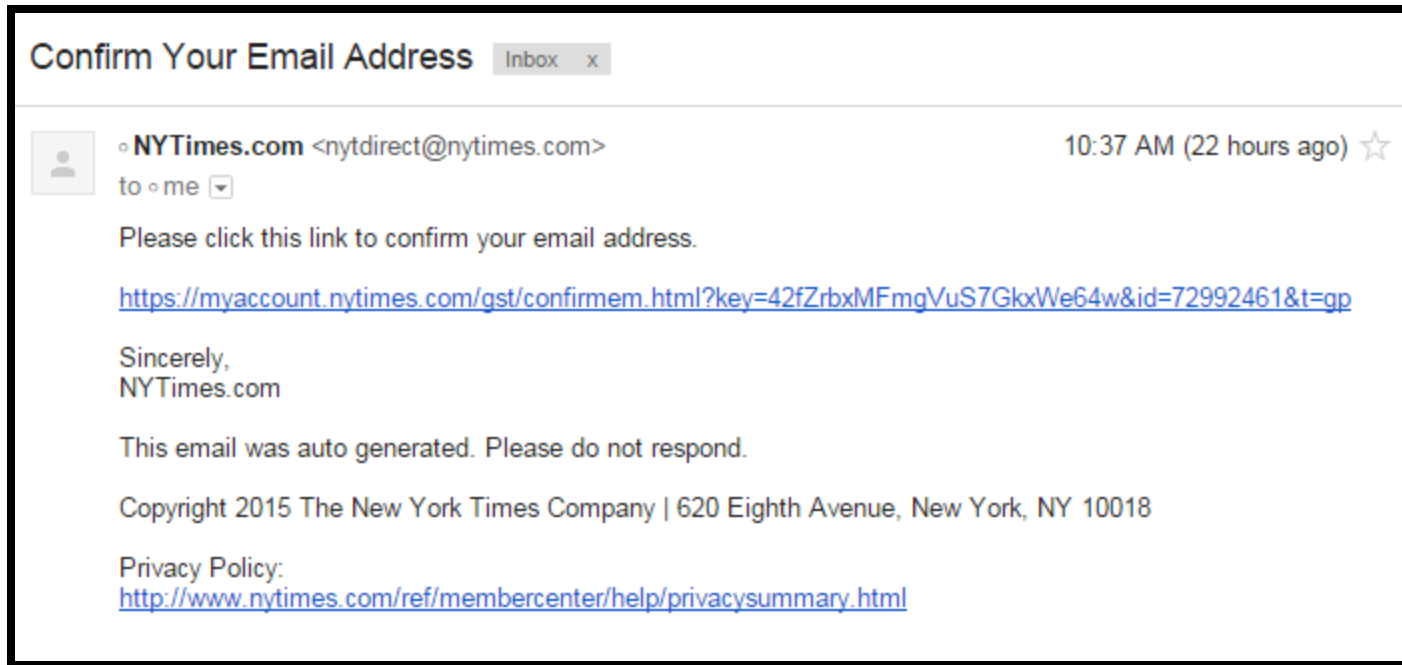 Confirm Your Email Address Inbox x
NYTimes.com <nytdirect@nytimes.com> 10:37 AM (22 hours ago)
to me
Please click this link to confirm your email address.
https://myaccount.nytimes.com/gst/confirmem.html?key=42fZrbxMFmgVuS7GkxWe64w&id=72992461&t=gp
Sincerely,
NYTimes.com
This email was auto generated. Please do not respond.
Copyright 2015 The New York Times Company | 620 Eighth Avenue, New York, NY 10018
Privacy Policy:
http://www.nytimes.com/ref/membercenter/help/privacysummary.html